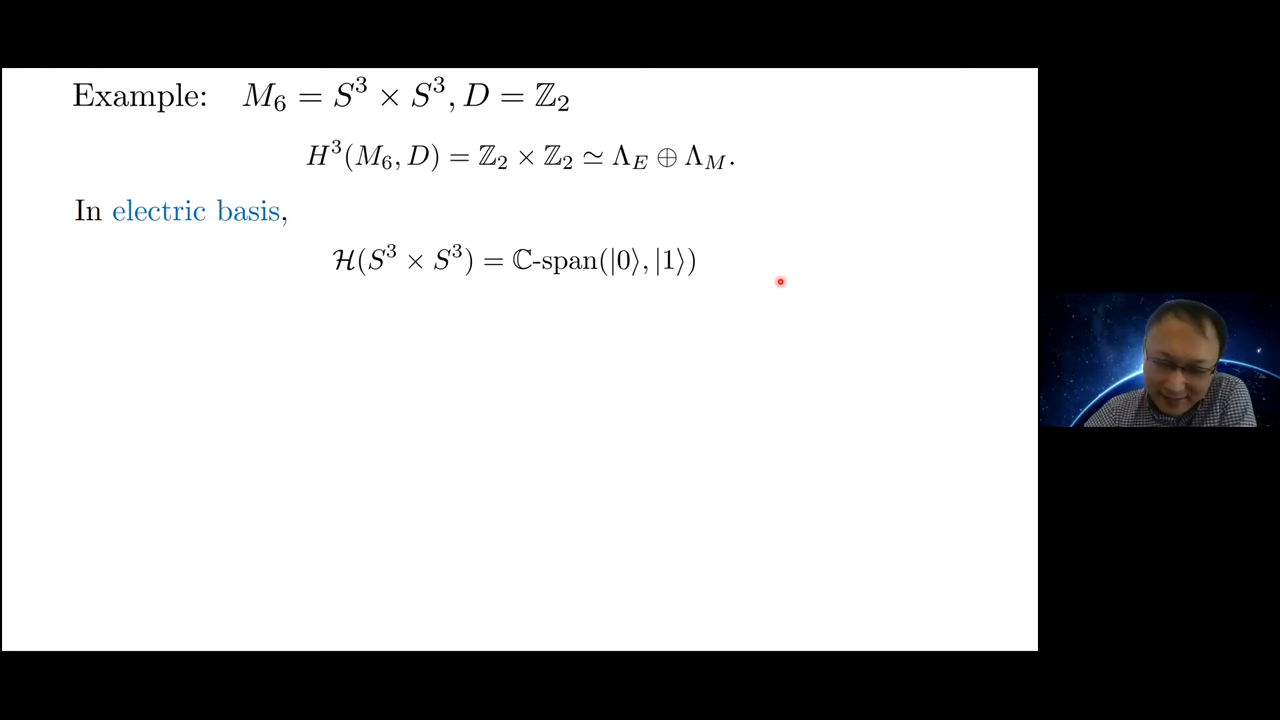 Example: M₆ = S³ × S³, D = ℤ₂
H³(M₆, D) = ℤ₂ × ℤ₂ ≃ Λ_E ⊕ Λ_M.
In electric basis,
ℋ(S³ × S³) = ℂ-span(|0⟩, |1⟩)